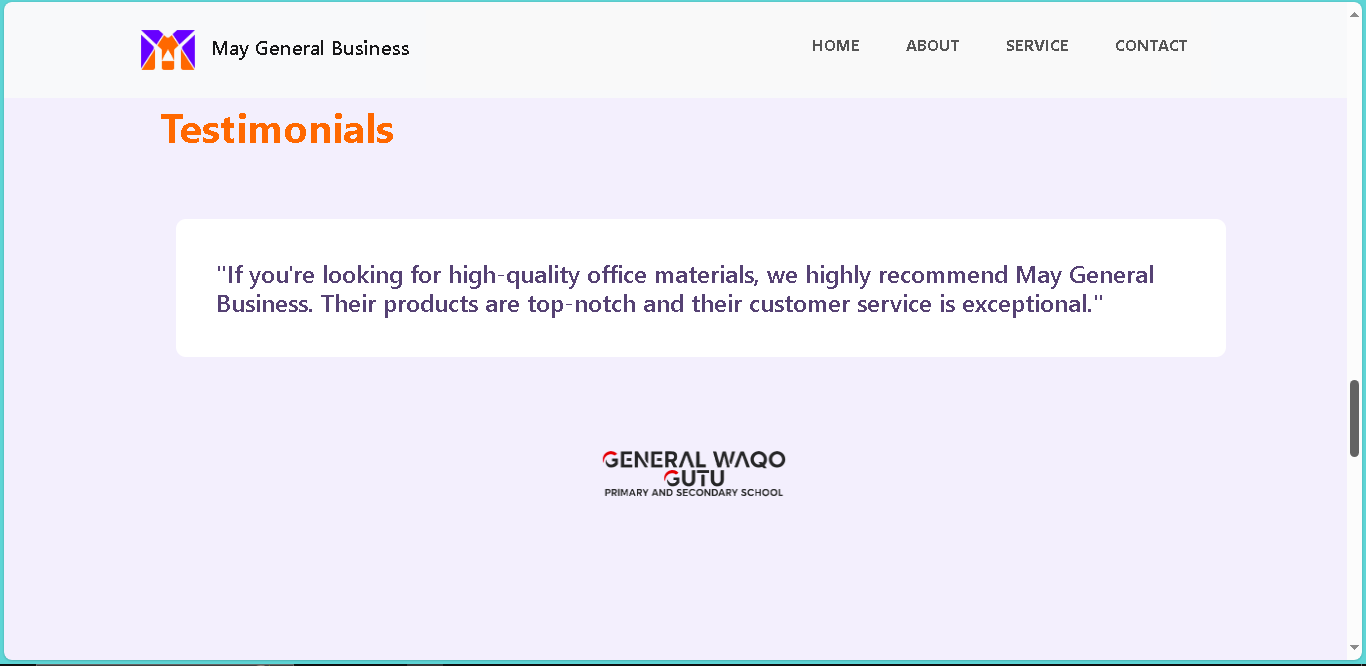 May General Business
HOME
ABOUT
SERVICE
CONTACT
Testimonials
"If you're looking for high-quality office materials, we highly recommend May General
Business. Their products are top-notch and their customer service is exceptional."
GENERAL WAQO
GUTU
PRIMARY AND SECONDARY SCHOOL